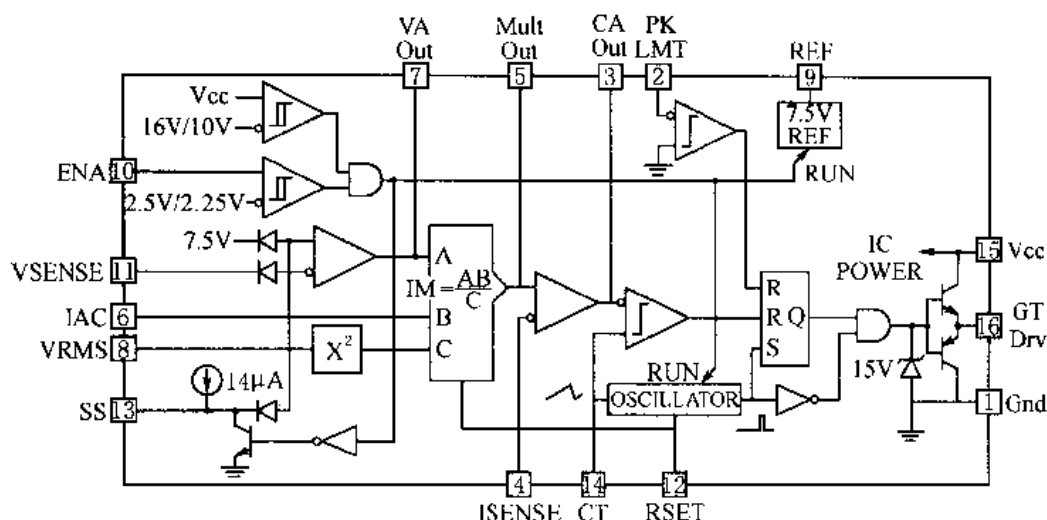 VA Out
Mult Out
CA Out
PK LMT
REF
7
5
3
2
9
Vcc
16V/10V
7.5V REF
ENA
10
RUN
2.5V/2.25V
7.5V
VSENSE
11
A
IM = AB/C
B
C
IAC
6
VRMS
8
X²
R
R Q
S
IC POWER
15
Vcc
16
GT Drv
15V
14μA
RUN
OSCILLATOR
SS
13
1
Gnd
4
14
12
ISENSE
CT
RSET